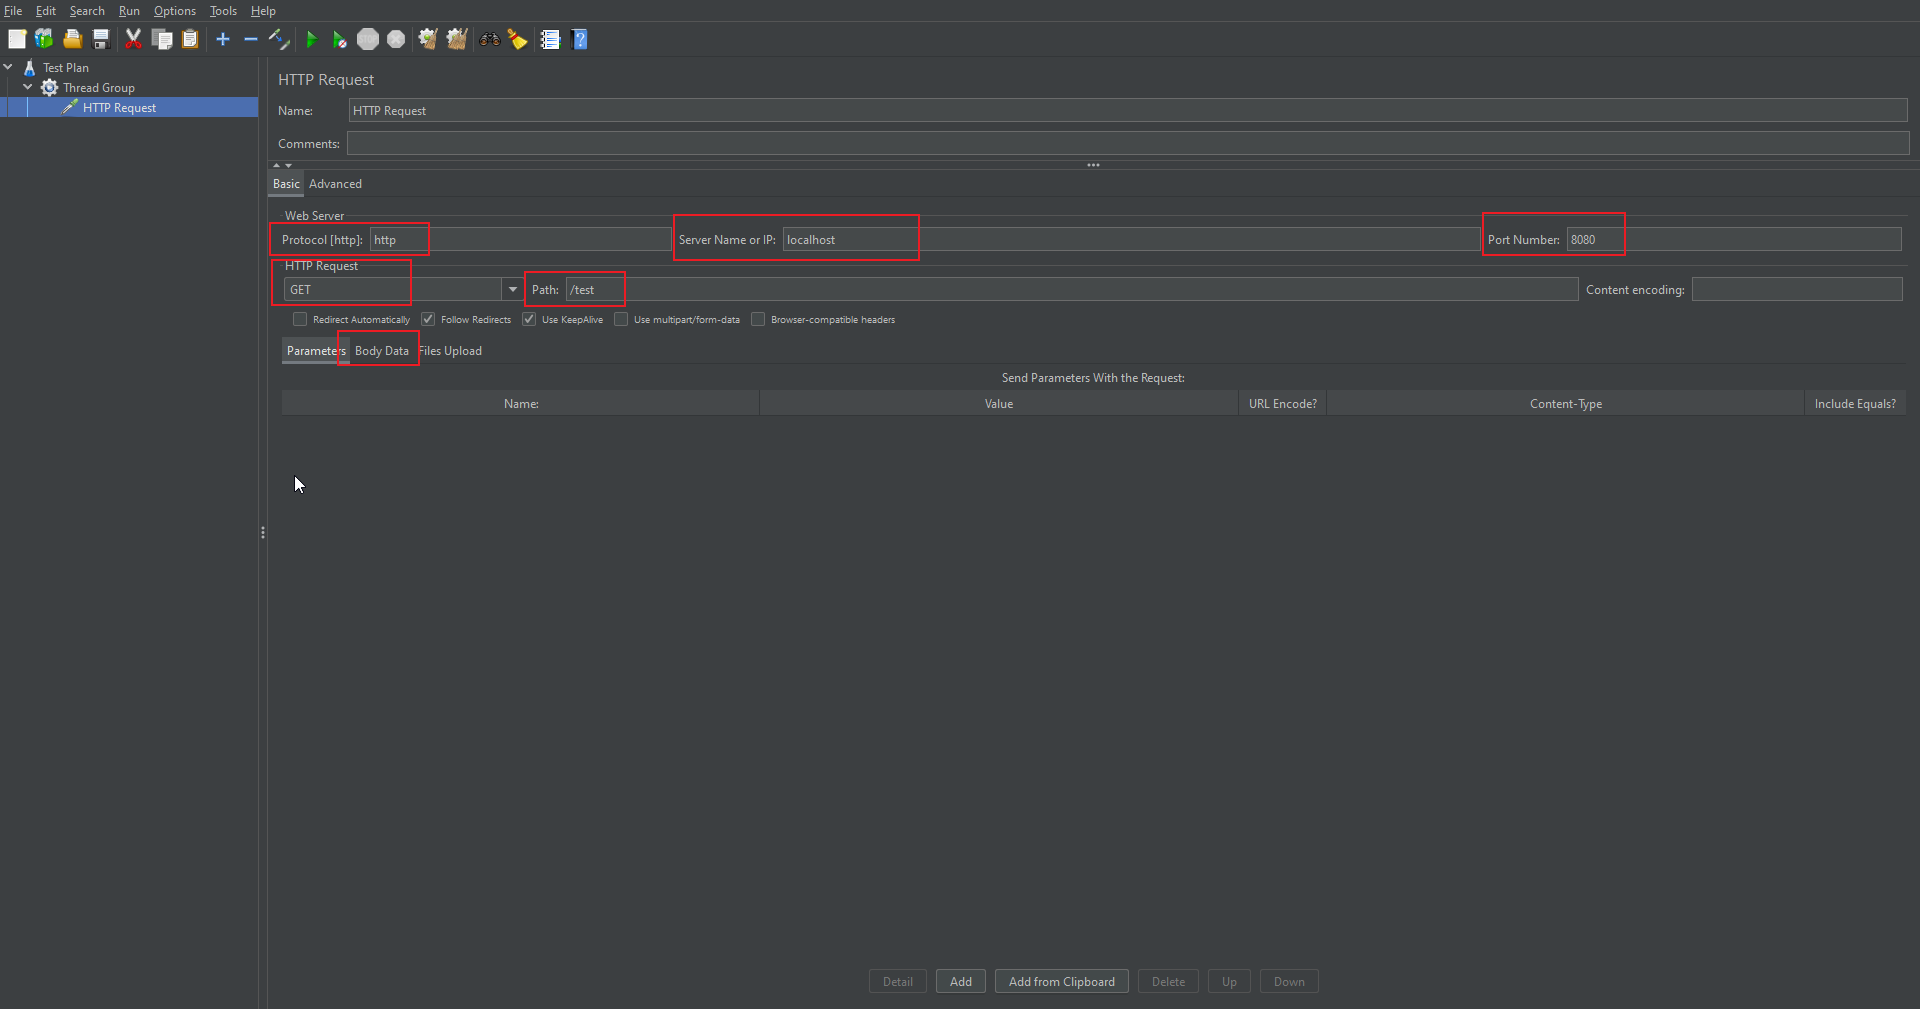 File Edit Search Run Options Tools Help
Test Plan
Thread Group
HTTP Request
HTTP Request
Name: HTTP Request
Comments:
Basic Advanced
Web Server
Protocol [http]: http Server Name or IP: localhost Port Number: 8080
HTTP Request
GET Path: /test Content encoding:
Redirect Automatically Follow Redirects Use KeepAlive Use multipart/form-data Browser-compatible headers
Parameters Body Data Files Upload
Send Parameters With the Request:
Name: Value URL Encode? Content-Type Include Equals?
Detail Add Add from Clipboard Delete Up Down